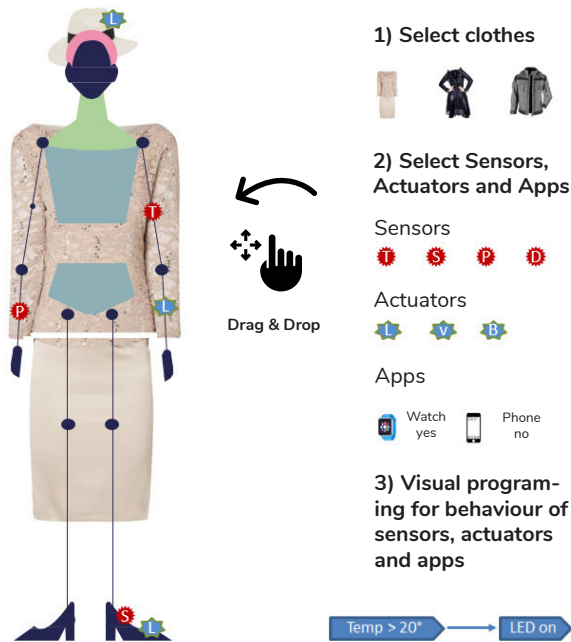 L
T
P
L
S
L
Drag & Drop
1) Select clothes
2) Select Sensors,
Actuators and Apps
Sensors
T S P D
Actuators
L v B
Apps
Watch
yes
Phone
no
3) Visual program-
ing for behaviour of
sensors, actuators
and apps
Temp > 20° LED on